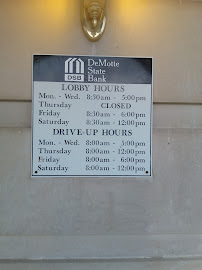 DSB
DeMotte
State
Bank
LOBBY HOURS
Mon. - Wed. 8:30am - 5:00pm
Thursday CLOSED
Friday 8:30am - 6:00pm
Saturday 8:30am - 12:00pm
DRIVE-UP HOURS
Mon. - Wed. 8:00am - 5:00pm
Thursday 8:00am - 12:00pm
Friday 8:00am - 6:00pm
Saturday 8:00am - 12:00pm